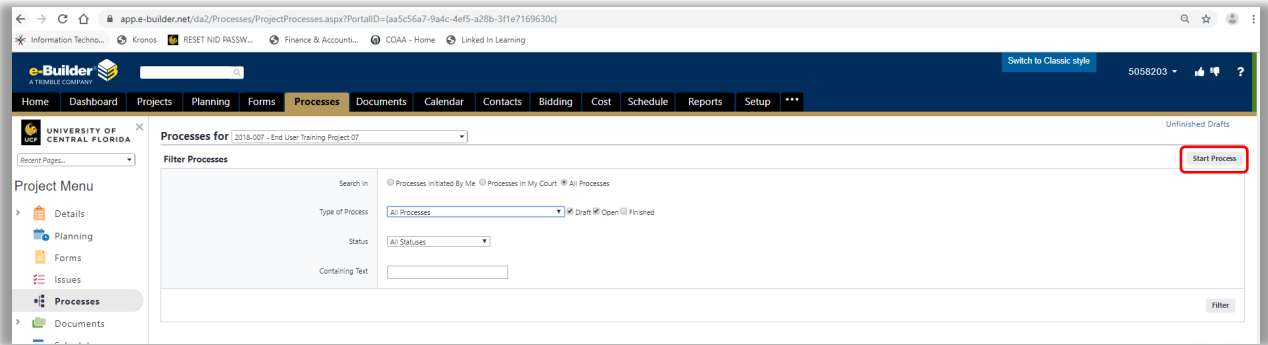 app.e-builder.net/da2/Processes/ProjectProcesses.aspx?PortalID={aa5c56a7-9a4c-4ef5-a28b-3f1e7169630c}
Information Techno... Kronos RESET NID PASSW... Finance & Accounti... COAA - Home Linked In Learning
e-Builder
A TRIMBLE COMPANY
Switch to Classic style
5058203 ?
Home Dashboard Projects Planning Forms Processes Documents Calendar Contacts Bidding Cost Schedule Reports Setup •••
Unfinished Drafts
UCF UNIVERSITY OF CENTRAL FLORIDA
Processes for 2018-007 - End User Training Project 07
Recent Pages...
Filter Processes
Start Process
Project Menu
Search In Processes Initiated By Me Processes In My Court All Processes
Details
Type of Process All Processes Draft Open Finished
Planning
Status All Statuses
Forms
Containing Text
Issues
Processes
Filter
Documents